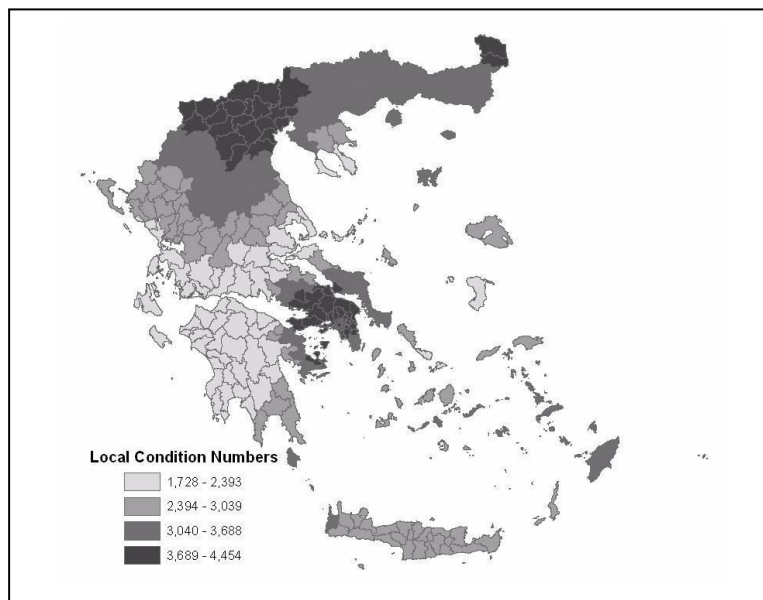 Local Condition Numbers
1,728 - 2,393
2,394 - 3,039
3,040 - 3,688
3,689 - 4,454